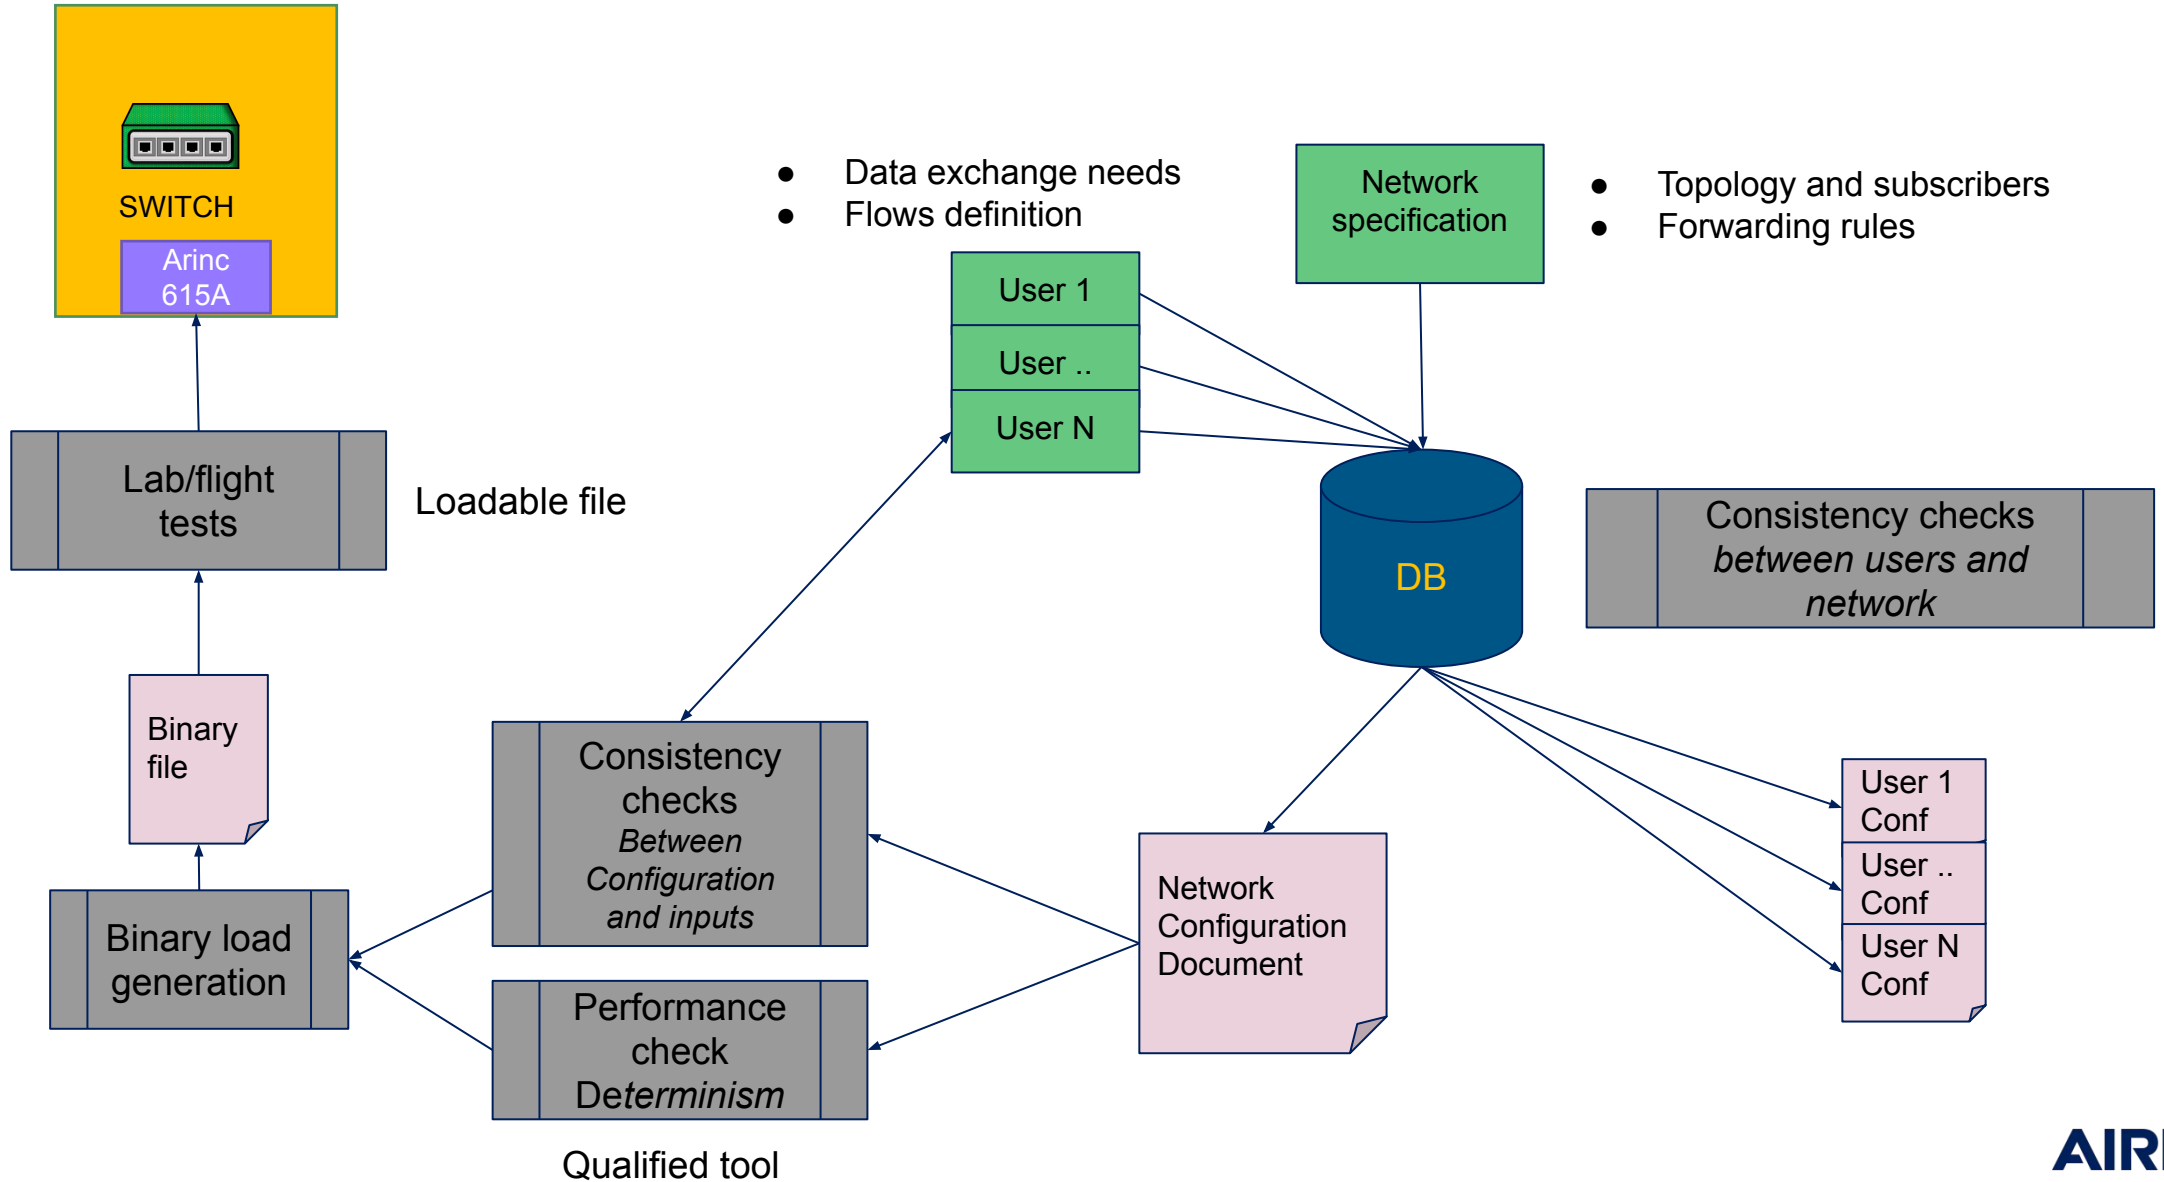 SWITCH
Arinc
615A
● Data exchange needs
● Flows definition
Network
specification
● Topology and subscribers
● Forwarding rules
User 1
User ..
User N
Lab/flight
tests
Loadable file
DB
Consistency checks
between users and
network
Binary
file
Consistency
checks
Between
Configuration
and inputs
User 1
Conf
User ..
Conf
User N
Conf
Network
Configuration
Document
Binary load
generation
Performance
check
Determinism
Qualified tool